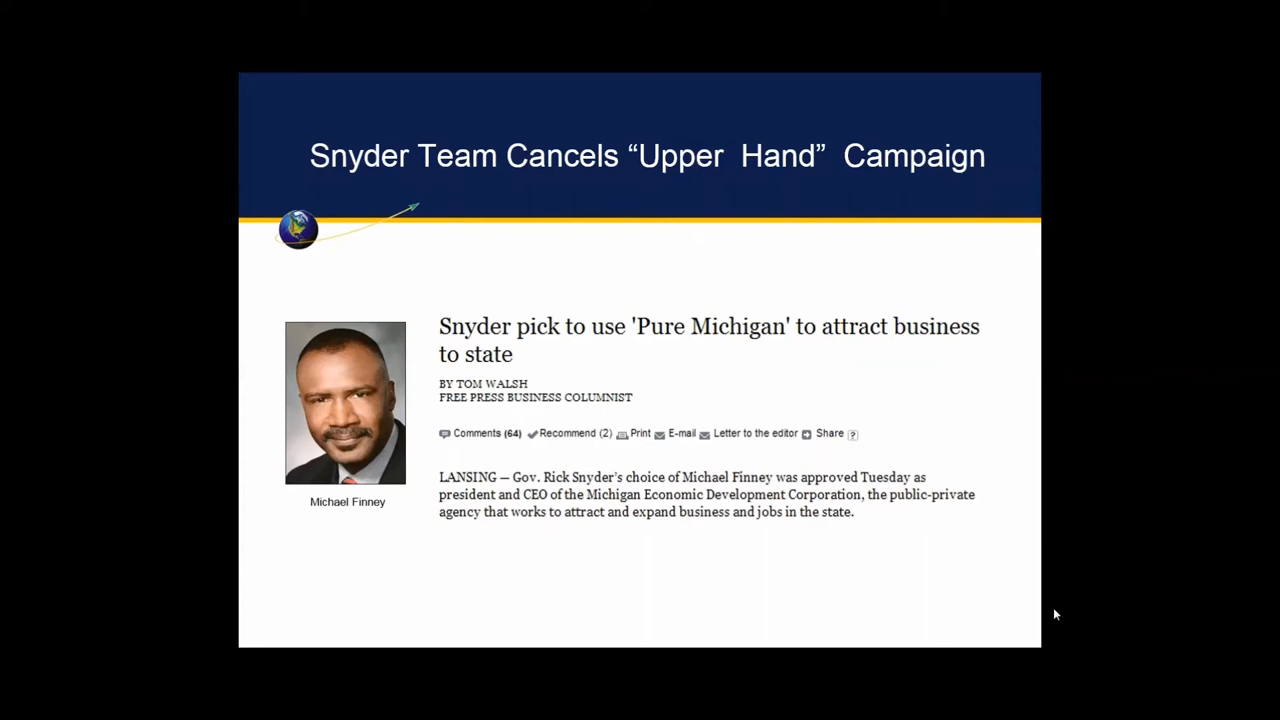 Snyder Team Cancels “Upper Hand” Campaign
Snyder pick to use 'Pure Michigan' to attract business
to state
BY TOM WALSH
FREE PRESS BUSINESS COLUMNIST
Comments (64) Recommend (2) Print E-mail Letter to the editor Share ?
LANSING — Gov. Rick Snyder’s choice of Michael Finney was approved Tuesday as
president and CEO of the Michigan Economic Development Corporation, the public-private
agency that works to attract and expand business and jobs in the state.
Michael Finney